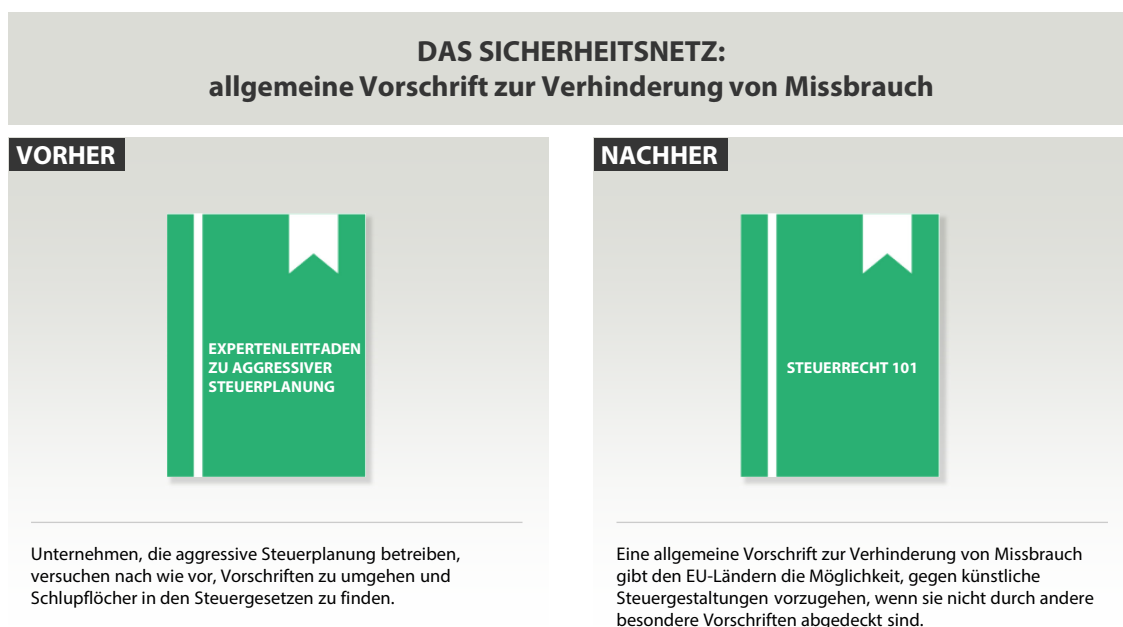 DAS SICHERHEITSNETZ:
allgemeine Vorschrift zur Verhinderung von Missbrauch
VORHER
EXPERTENLEITFADEN
ZU AGGRESSIVER
STEUERPLANUNG
Unternehmen, die aggressive Steuerplanung betreiben,
versuchen nach wie vor, Vorschriften zu umgehen und
Schlupflöcher in den Steuergesetzen zu finden.
NACHHER
STEUERRECHT 101
Eine allgemeine Vorschrift zur Verhinderung von Missbrauch
gibt den EU-Ländern die Möglichkeit, gegen künstliche
Steuergestaltungen vorzugehen, wenn sie nicht durch andere
besondere Vorschriften abgedeckt sind.